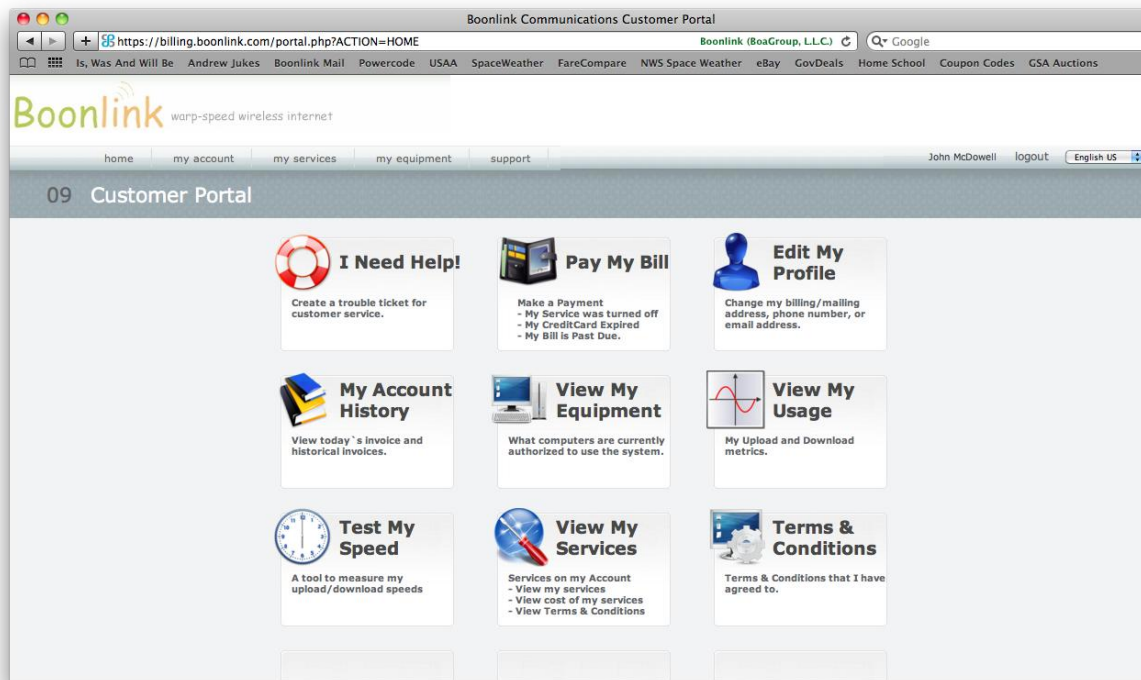 Boonlink Communications Customer Portal
https://billing.boonlink.com/portal.php?ACTION=HOME Boonlink (BoaGroup, L.L.C.) Google
Is, Was And Will Be Andrew Jukes Boonlink Mail Powercode USAA SpaceWeather FareCompare NWS Space Weather eBay GovDeals Home School Coupon Codes GSA Auctions
Boonlink warp-speed wireless internet
home my account my services my equipment support John McDowell logout English US
09 Customer Portal
I Need Help!
Create a trouble ticket for
customer service.
Pay My Bill
Make a Payment
- My Service was turned off
- My CreditCard Expired
- My Bill is Past Due.
Edit My
Profile
Change my billing/mailing
address, phone number, or
email address.
My Account
History
View today`s invoice and
historical invoices.
View My
Equipment
What computers are currently
authorized to use the system.
View My
Usage
My Upload and Download
metrics.
Test My
Speed
A tool to measure my
upload/download speeds
View My
Services
Services on my Account
- View my services
- View cost of my services
- View Terms & Conditions
Terms &
Conditions
Terms & Conditions that I have
agreed to.